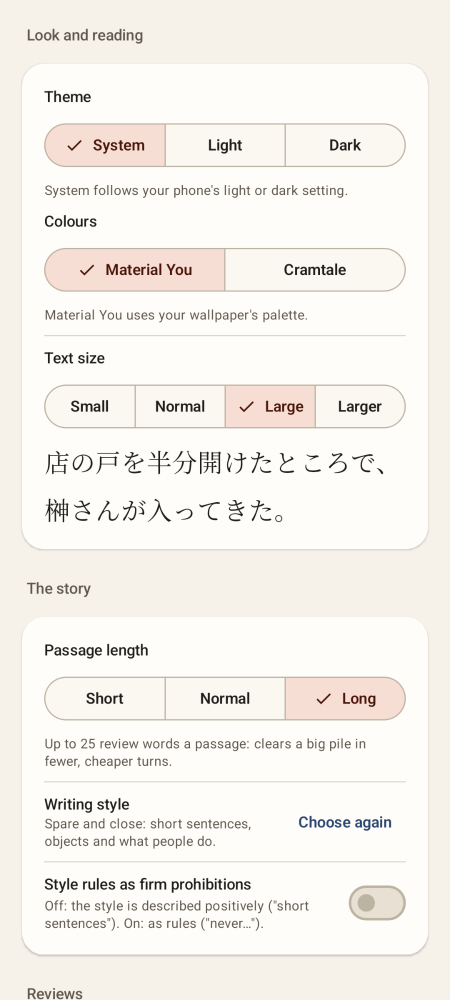 Look and reading
Theme
System
Light
Dark
System follows your phone's light or dark setting.
Colours
Material You
Cramtale
Material You uses your wallpaper's palette.
Text size
Small
Normal
Large
Larger
店の戸を半分開けたところで、
榊さんが入ってきた。
The story
Passage length
Short
Normal
Long
Up to 25 review words a passage: clears a big pile in
fewer, cheaper turns.
Writing style
Spare and close: short sentences,
objects and what people do.
Choose again
Style rules as firm prohibitions
Off: the style is described positively ("short
sentences"). On: as rules ("never…").
Reviews